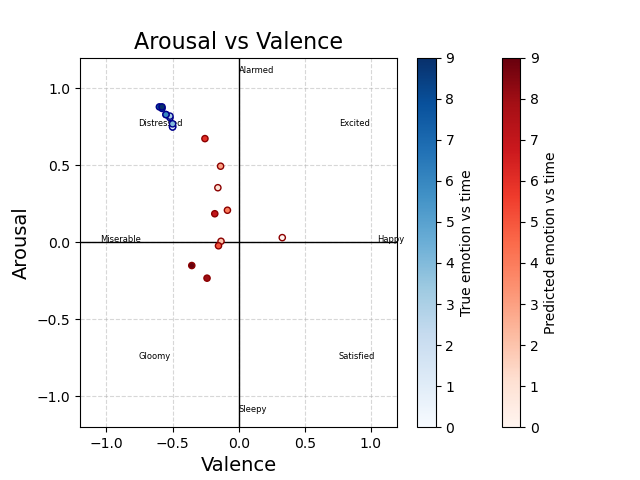 Arousal vs Valence
Alarmed
Distressed
Excited
Miserable
Happy
Gloomy
Satisfied
Sleepy
1.0
0.5
0.0
−0.5
−1.0
Arousal
−1.0 −0.5 0.0 0.5 1.0
Valence
9
8
7
6
5
4
3
2
1
0
True emotion vs time
9
8
7
6
5
4
3
2
1
0
Predicted emotion vs time